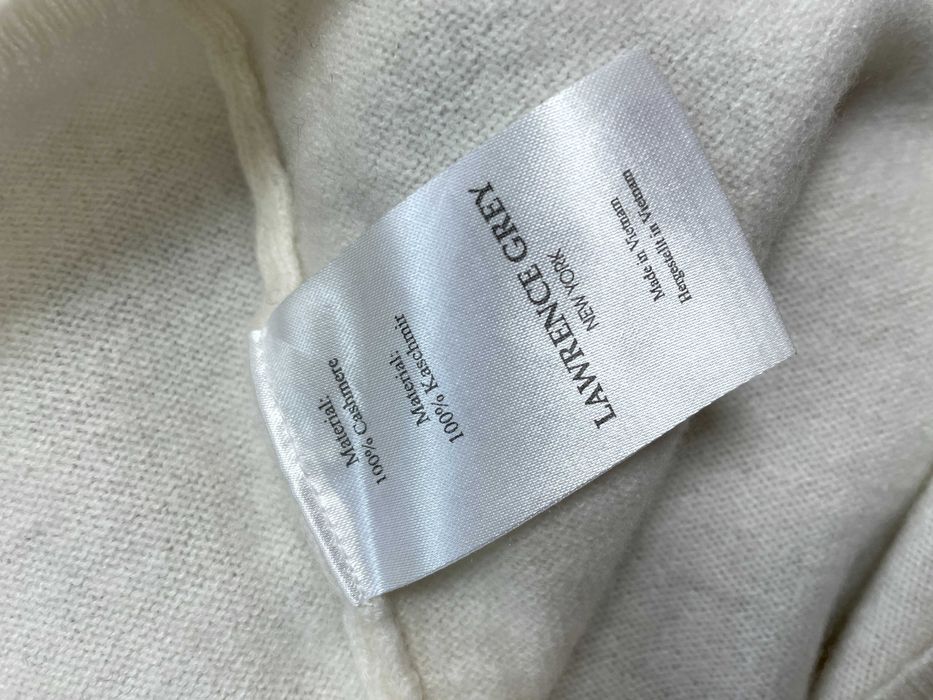 Material:
100% Cashmere
Material:
100% Kaschmir
LAWRENCE GREY
NEW YORK
Made in Vietnam
Hergestellt in Vietnam